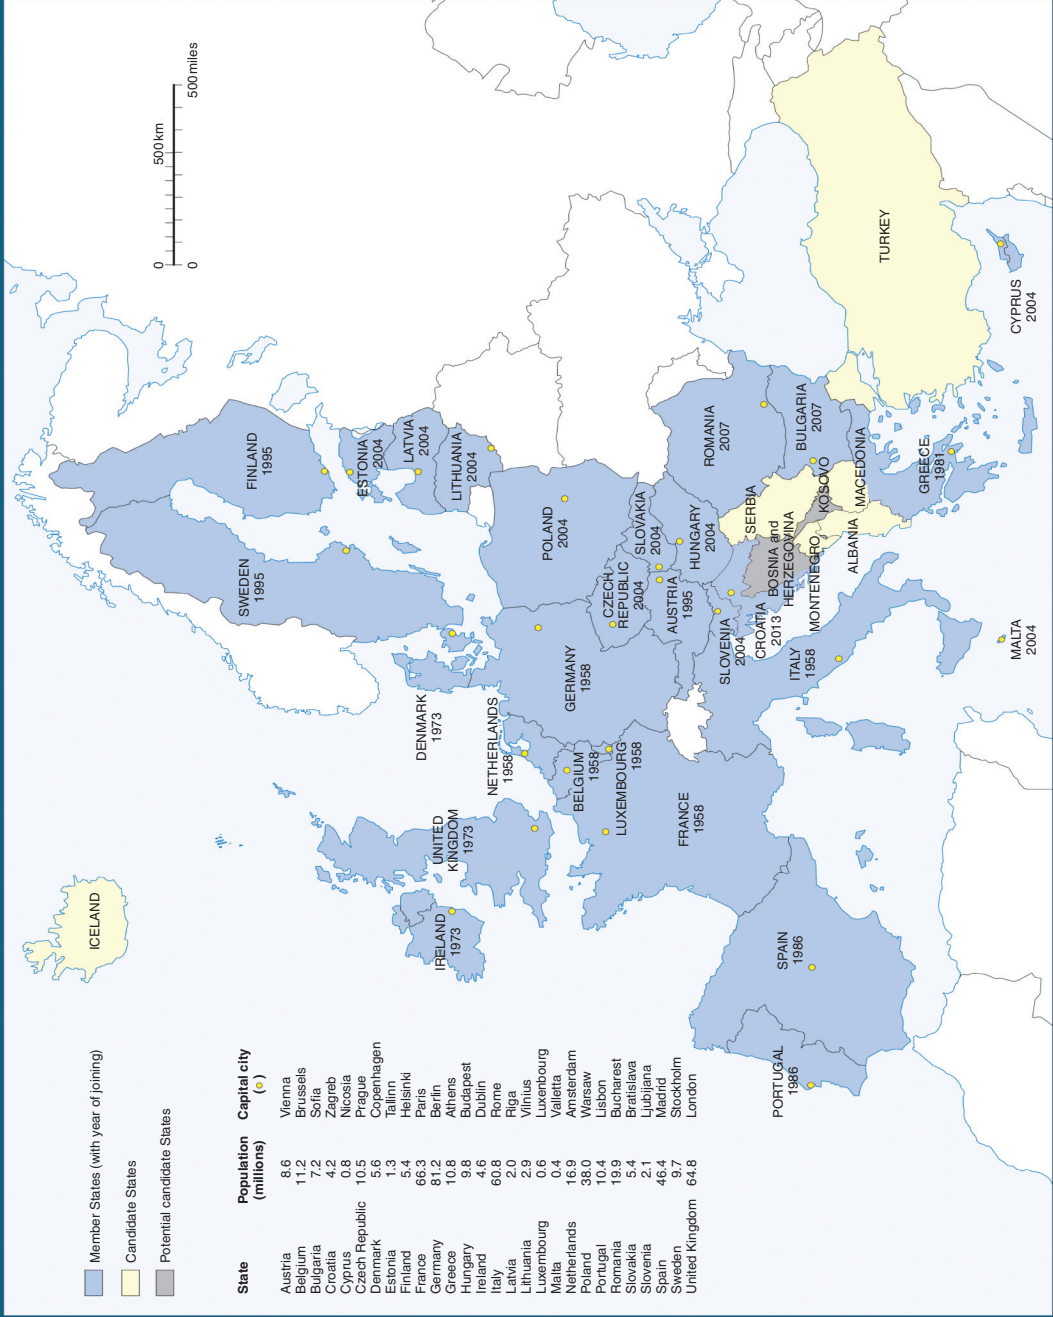 Member States (with year of joining)
Candidate States
Potential candidate States
State Population (millions) Capital city ( )
Austria 8.6 Vienna
Belgium 11.2 Brussels
Bulgaria 7.2 Sofia
Croatia 4.2 Zagreb
Cyprus 0.8 Nicosia
Czech Republic 10.5 Prague
Denmark 5.6 Copenhagen
Estonia 1.3 Tallinn
Finland 5.4 Helsinki
France 66.3 Paris
Germany 81.2 Berlin
Greece 10.8 Athens
Hungary 9.8 Budapest
Ireland 4.6 Dublin
Italy 60.8 Rome
Latvia 2.0 Riga
Lithuania 2.9 Vilnius
Luxembourg 0.6 Luxenbourg
Malta 0.4 Valletta
Netherlands 16.9 Amsterdam
Poland 38.0 Warsaw
Portugal 10.4 Lisbon
Romania 19.9 Bucharest
Slovakia 5.4 Bratislava
Slovenia 2.1 Ljubijana
Spain 46.4 Madrid
Sweden 9.7 Stockholm
United Kingdom 64.8 London
0 500 km
0 500 miles
ICELAND
SWEDEN
1995
FINLAND
1995
ESTONIA
2004
LATVIA
2004
LITHUANIA
2004
DENMARK
1973
IRELAND
1973
UNITED
KINGDOM
1973
NETHERLANDS
1958
BELGIUM
1958
LUXEMBOURG
1958
GERMANY
1958
POLAND
2004
CZECH
REPUBLIC
2004
SLOVAKIA
2004
AUSTRIA
1995
HUNGARY
2004
FRANCE
1958
SLOVENIA
2004
CROATIA
2013
BOSNIA and
HERZEGOVINA
SERBIA
MONTENEGRO
KOSOVO
ALBANIA
MACEDONIA
ROMANIA
2007
BULGARIA
2007
ITALY
1958
SPAIN
1986
PORTUGAL
1986
GREECE
1981
TURKEY
MALTA
2004
CYPRUS
2004